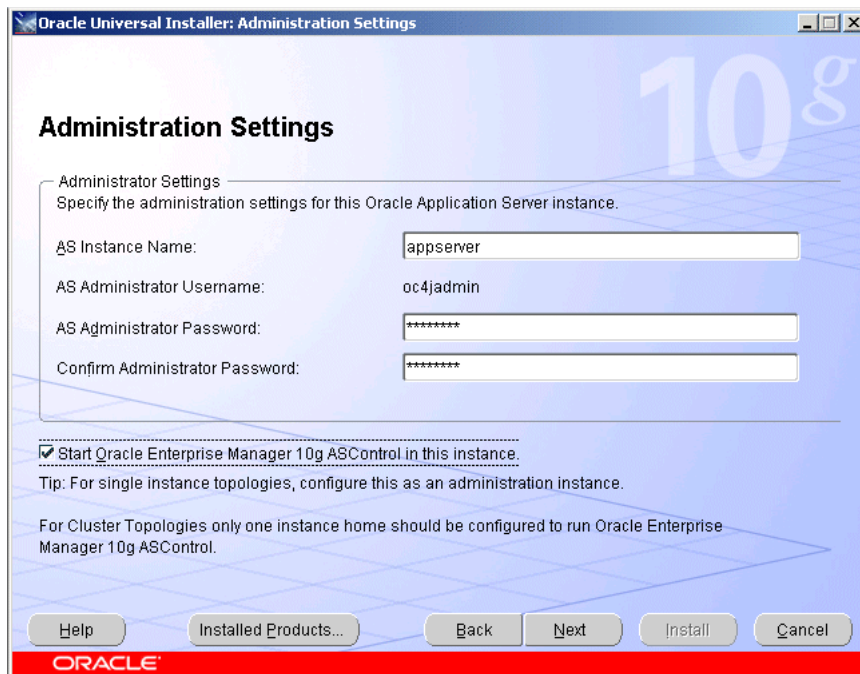 Oracle Universal Installer: Administration Settings
10g
Administration Settings
Administrator Settings
Specify the administration settings for this Oracle Application Server instance.
AS Instance Name: appserver
AS Administrator Username: oc4jadmin
AS Administrator Password: ********
Confirm Administrator Password: ********
Start Oracle Enterprise Manager 10g ASControl in this instance.
Tip: For single instance topologies, configure this as an administration instance.
For Cluster Topologies only one instance home should be configured to run Oracle Enterprise
Manager 10g ASControl.
Help Installed Products... Back Next Install Cancel
ORACLE